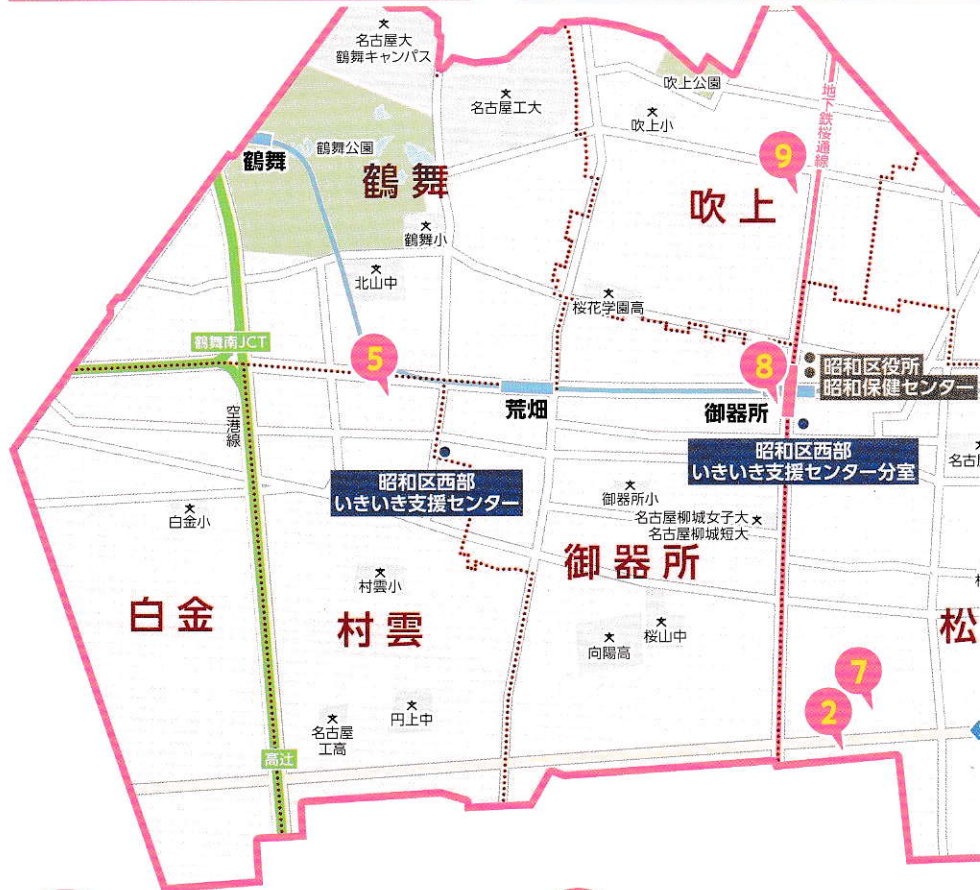 名古屋大
鶴舞キャンパス
名古屋工大
吹上公園
吹上小
地下鉄桜通線
鶴舞
鶴舞公園
鶴舞
9
吹上
鶴舞小
北山中
桜花学園高
鶴舞南JCT
5
8
昭和区役所
昭和保健センター
空港線
荒畑
御器所
昭和区西部
いきいき支援センター
昭和区西部
いきいき支援センター分室
名古
白金小
御器所小
名古屋柳城女子大
名古屋柳城短大
御器所
村雲小
白金
村雲
桜山中
向陽高
松
7
2
円上中
名古屋
工高
高辻